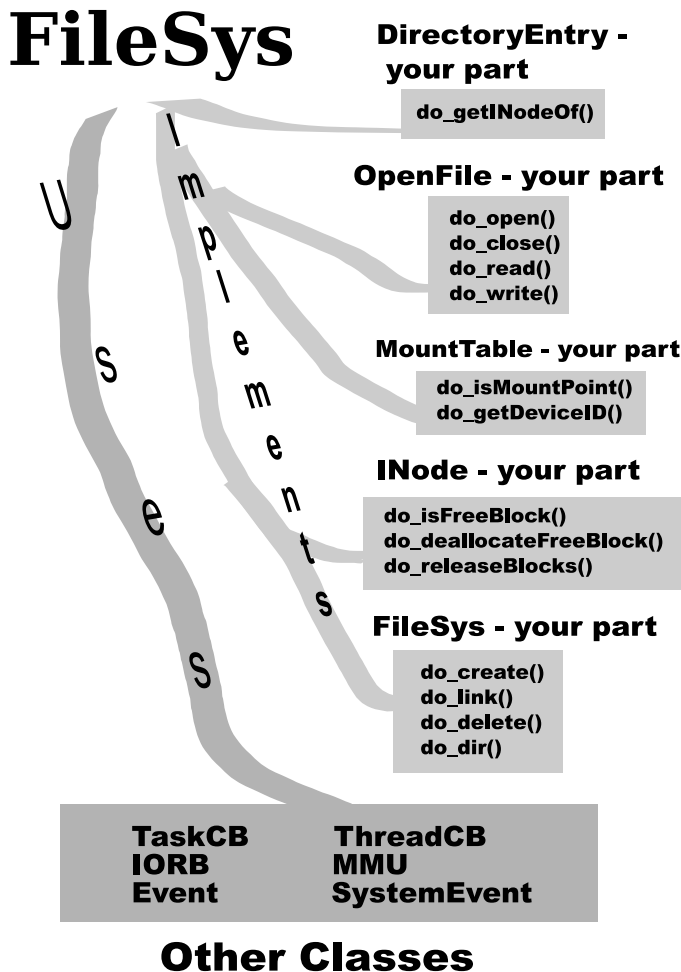 FileSys
DirectoryEntry -
your part
do_getINodeOf()
OpenFile - your part
do_open()
do_close()
do_read()
do_write()
MountTable - your part
do_isMountPoint()
do_getDeviceID()
INode - your part
do_isFreeBlock()
do_deallocateFreeBlock()
do_releaseBlocks()
FileSys - your part
do_create()
do_link()
do_delete()
do_dir()
Implements
Uses
TaskCB ThreadCB
IORB MMU
Event SystemEvent
Other Classes